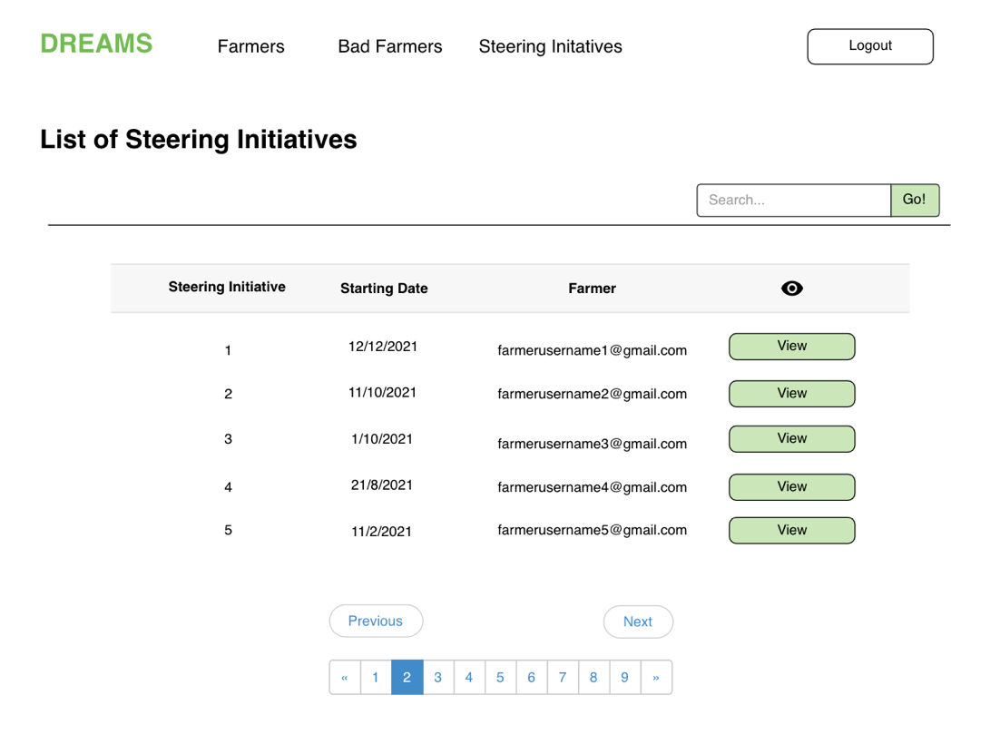 DREAMS Farmers Bad Farmers Steering Initatives Logout
List of Steering Initiatives
Search... Go!
Steering Initiative Starting Date Farmer
1 12/12/2021 farmerusername1@gmail.com View
2 11/10/2021 farmerusername2@gmail.com View
3 1/10/2021 farmerusername3@gmail.com View
4 21/8/2021 farmerusername4@gmail.com View
5 11/2/2021 farmerusername5@gmail.com View
Previous Next
« 1 2 3 4 5 6 7 8 9 »